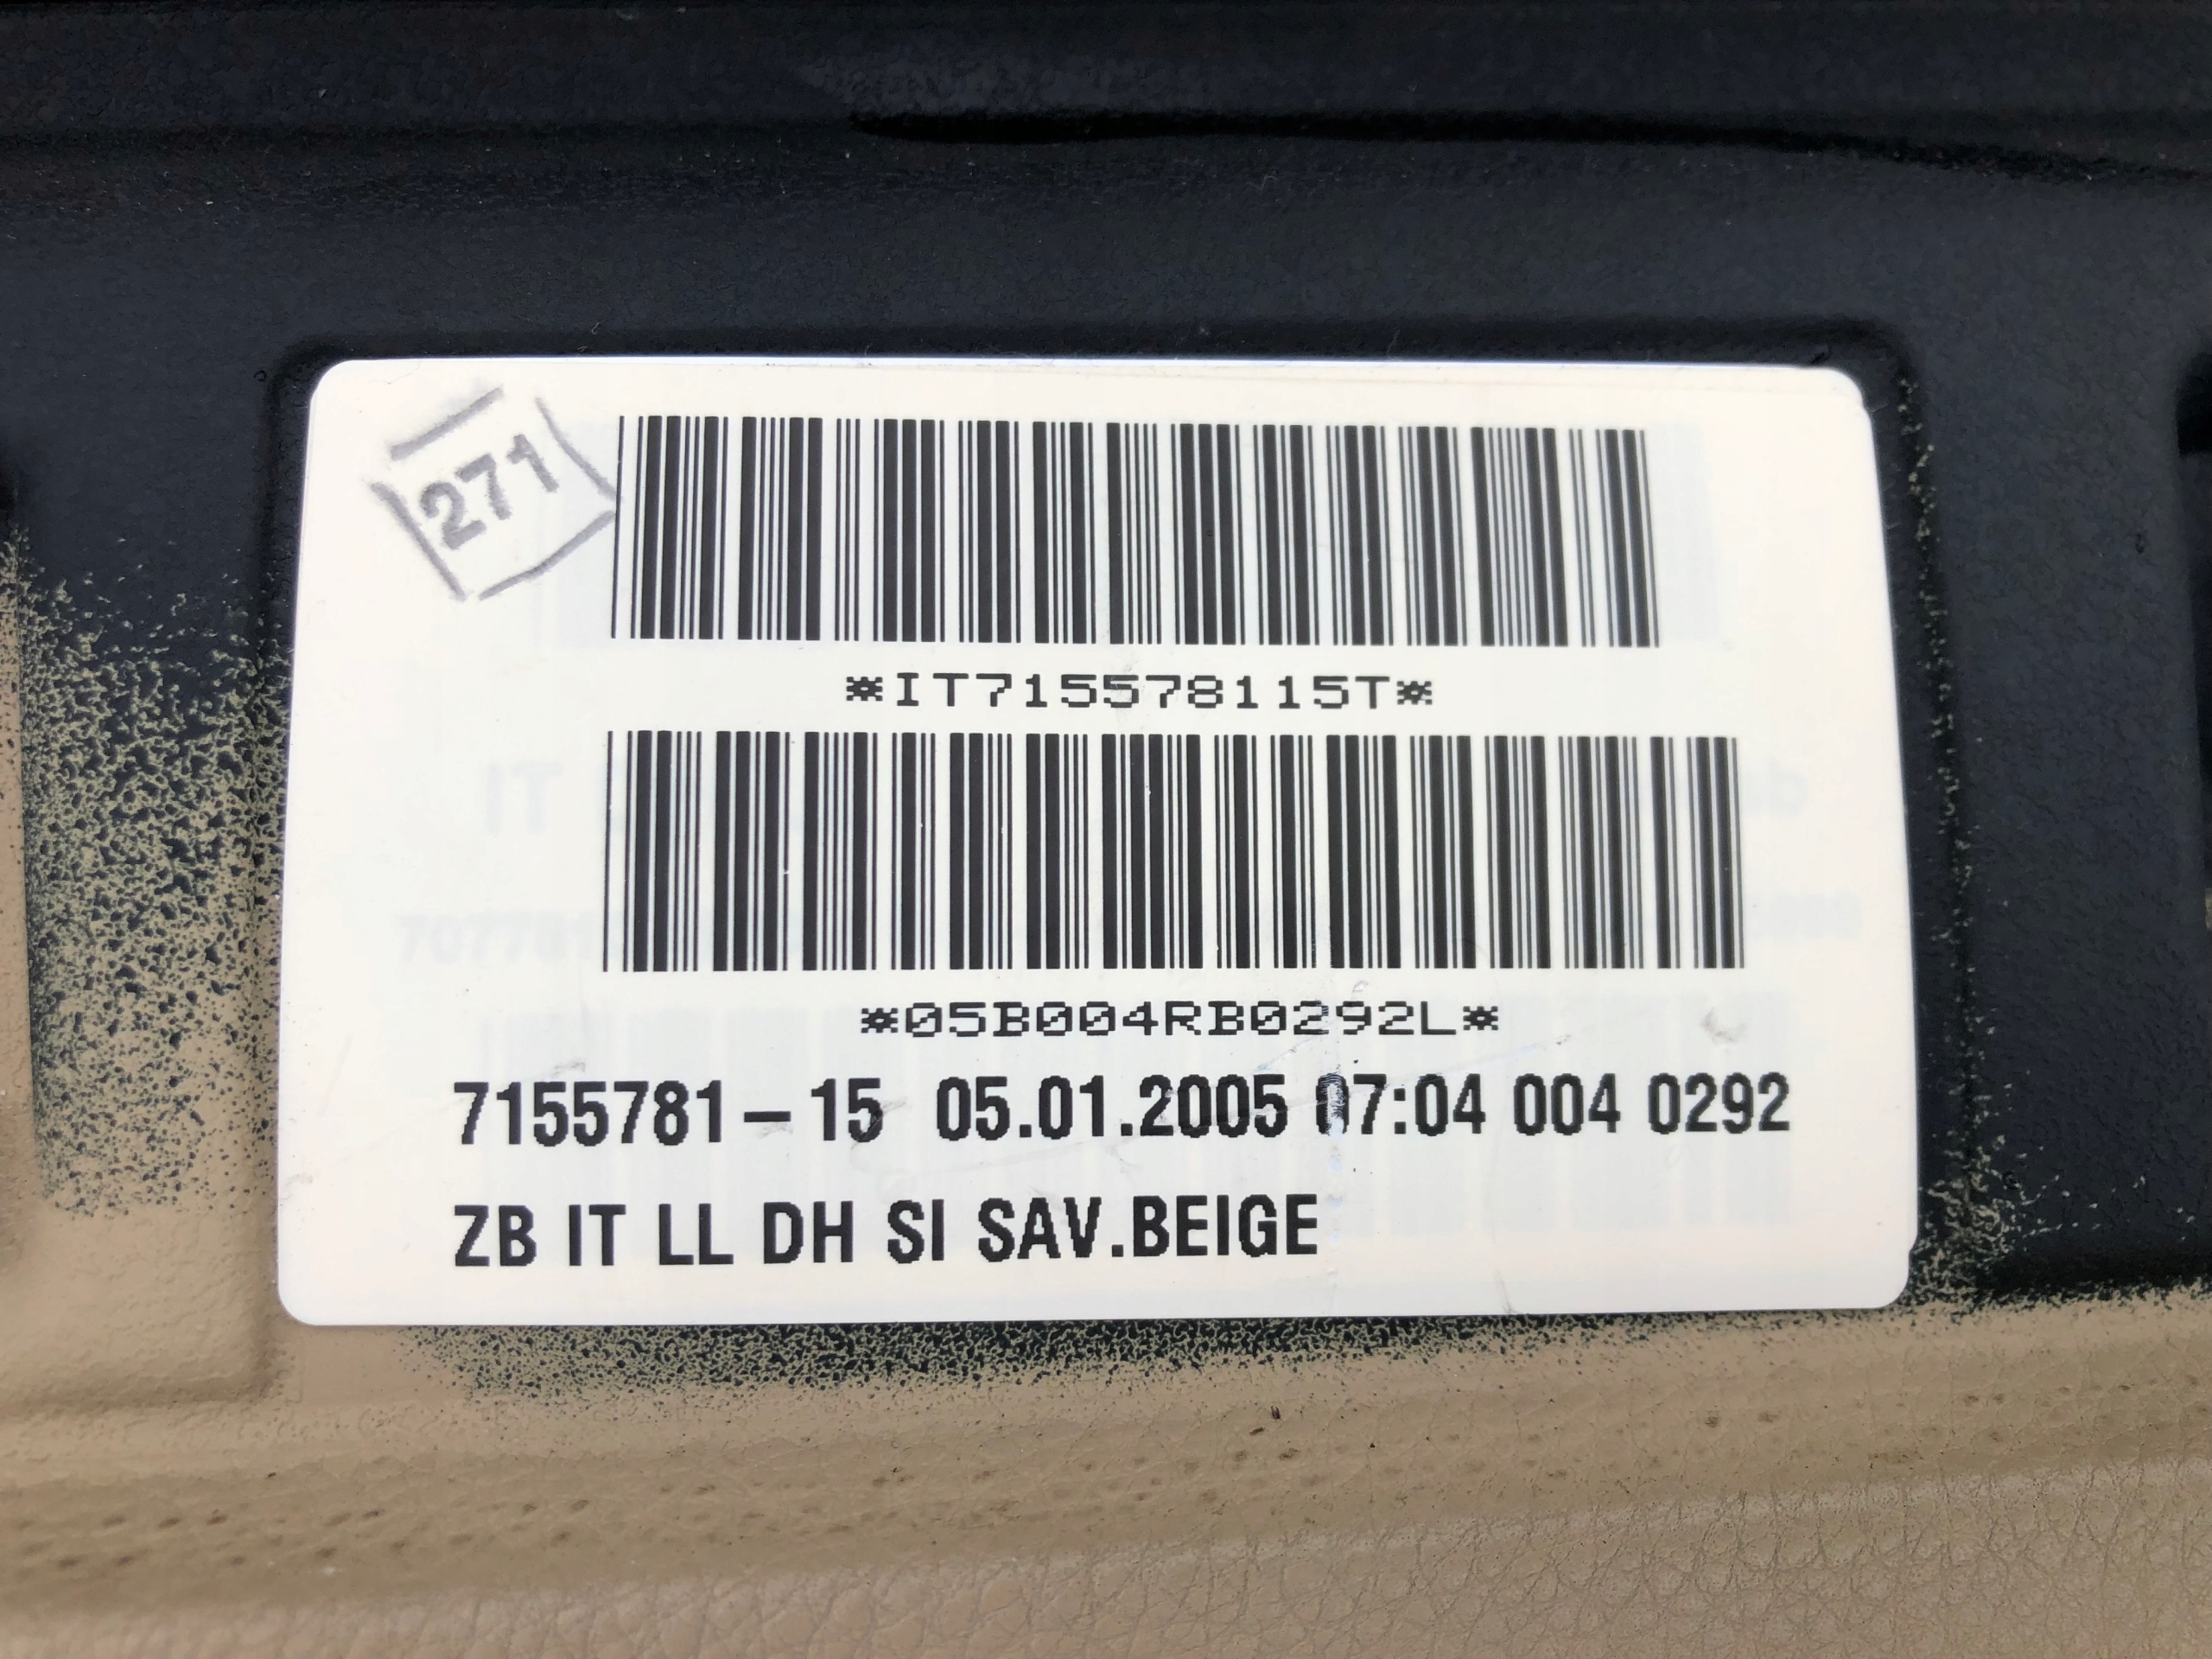 271
*IT715578115T*
*05B004RB0292L*
7155781-15 05.01.2005 07:04 004 0292
ZB IT LL DH SI SAV.BEIGE